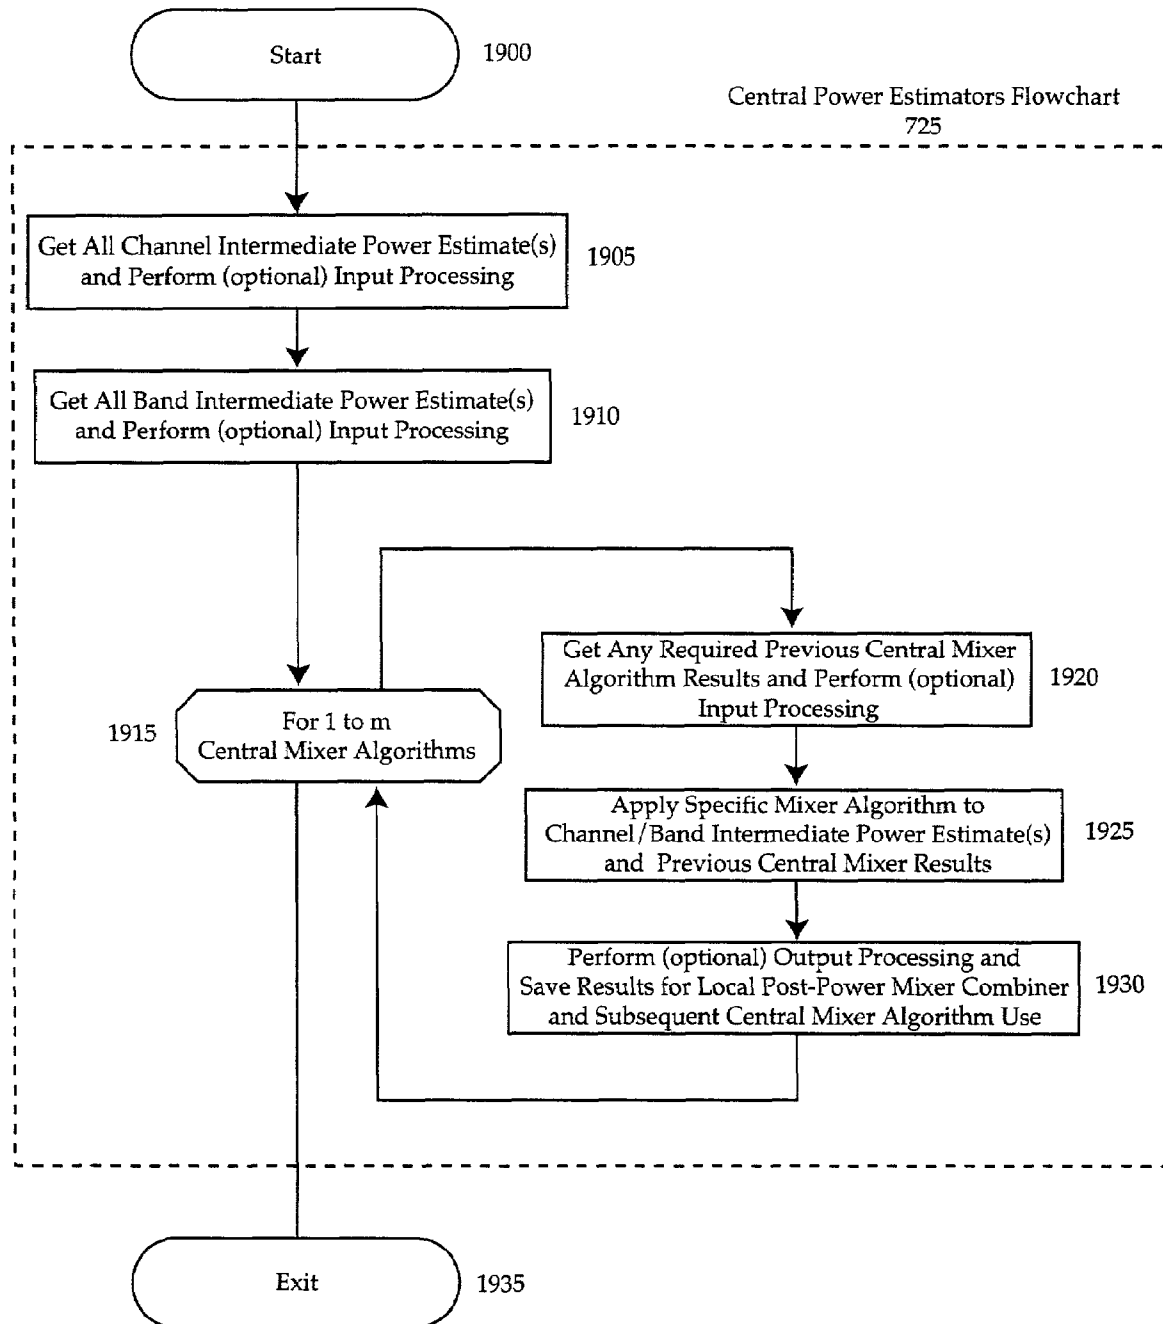 Start
1900
Central Power Estimators Flowchart
725
Get All Channel Intermediate Power Estimate(s)
and Perform (optional) Input Processing
1905
Get All Band Intermediate Power Estimate(s)
and Perform (optional) Input Processing
1910
1915
For 1 to m
Central Mixer Algorithms
Get Any Required Previous Central Mixer
Algorithm Results and Perform (optional)
Input Processing
1920
Apply Specific Mixer Algorithm to
Channel/Band Intermediate Power Estimate(s)
and Previous Central Mixer Results
1925
Perform (optional) Output Processing and
Save Results for Local Post-Power Mixer Combiner
and Subsequent Central Mixer Algorithm Use
1930
Exit
1935